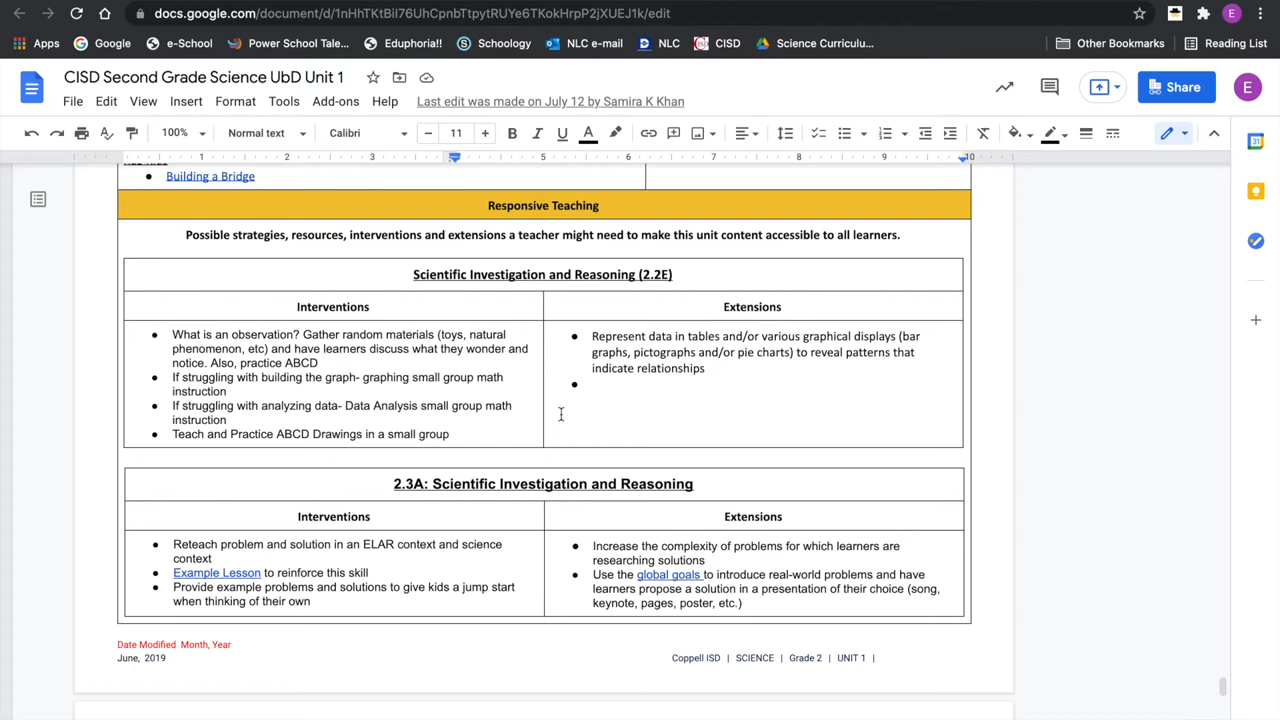 docs.google.com/document/d/1nHhTKtBil76UhCpnbTtpytRUYe6TKokHrpP2jXUEJ1k/edit
E
Apps Google e-School Power School Tale... Eduphoria!! Schoology NLC e-mail NLC CISD Science Curriculu... Other Bookmarks Reading List
CISD Second Grade Science UbD Unit 1
Share
E
File Edit View Insert Format Tools Add-ons Help Last edit was made on July 12 by Samira K Khan
100% Normal text Calibri 11
1 2 3 5 6 7 8 9 10
Building a Bridge
Responsive Teaching
Possible strategies, resources, interventions and extensions a teacher might need to make this unit content accessible to all learners.
Scientific Investigation and Reasoning (2.2E)
Interventions
Extensions
What is an observation? Gather random materials (toys, natural
phenomenon, etc) and have learners discuss what they wonder and
notice. Also, practice ABCD
If struggling with building the graph- graphing small group math
instruction
If struggling with analyzing data- Data Analysis small group math
instruction
Teach and Practice ABCD Drawings in a small group
Represent data in tables and/or various graphical displays (bar
graphs, pictographs and/or pie charts) to reveal patterns that
indicate relationships
2.3A: Scientific Investigation and Reasoning
Interventions
Extensions
Reteach problem and solution in an ELAR context and science
context
Example Lesson to reinforce this skill
Provide example problems and solutions to give kids a jump start
when thinking of their own
Increase the complexity of problems for which learners are
researching solutions
Use the global goals to introduce real-world problems and have
learners propose a solution in a presentation of their choice (song,
keynote, pages, poster, etc.)
Date Modified Month, Year
June, 2019
Coppell ISD | SCIENCE | Grade 2 | UNIT 1 |